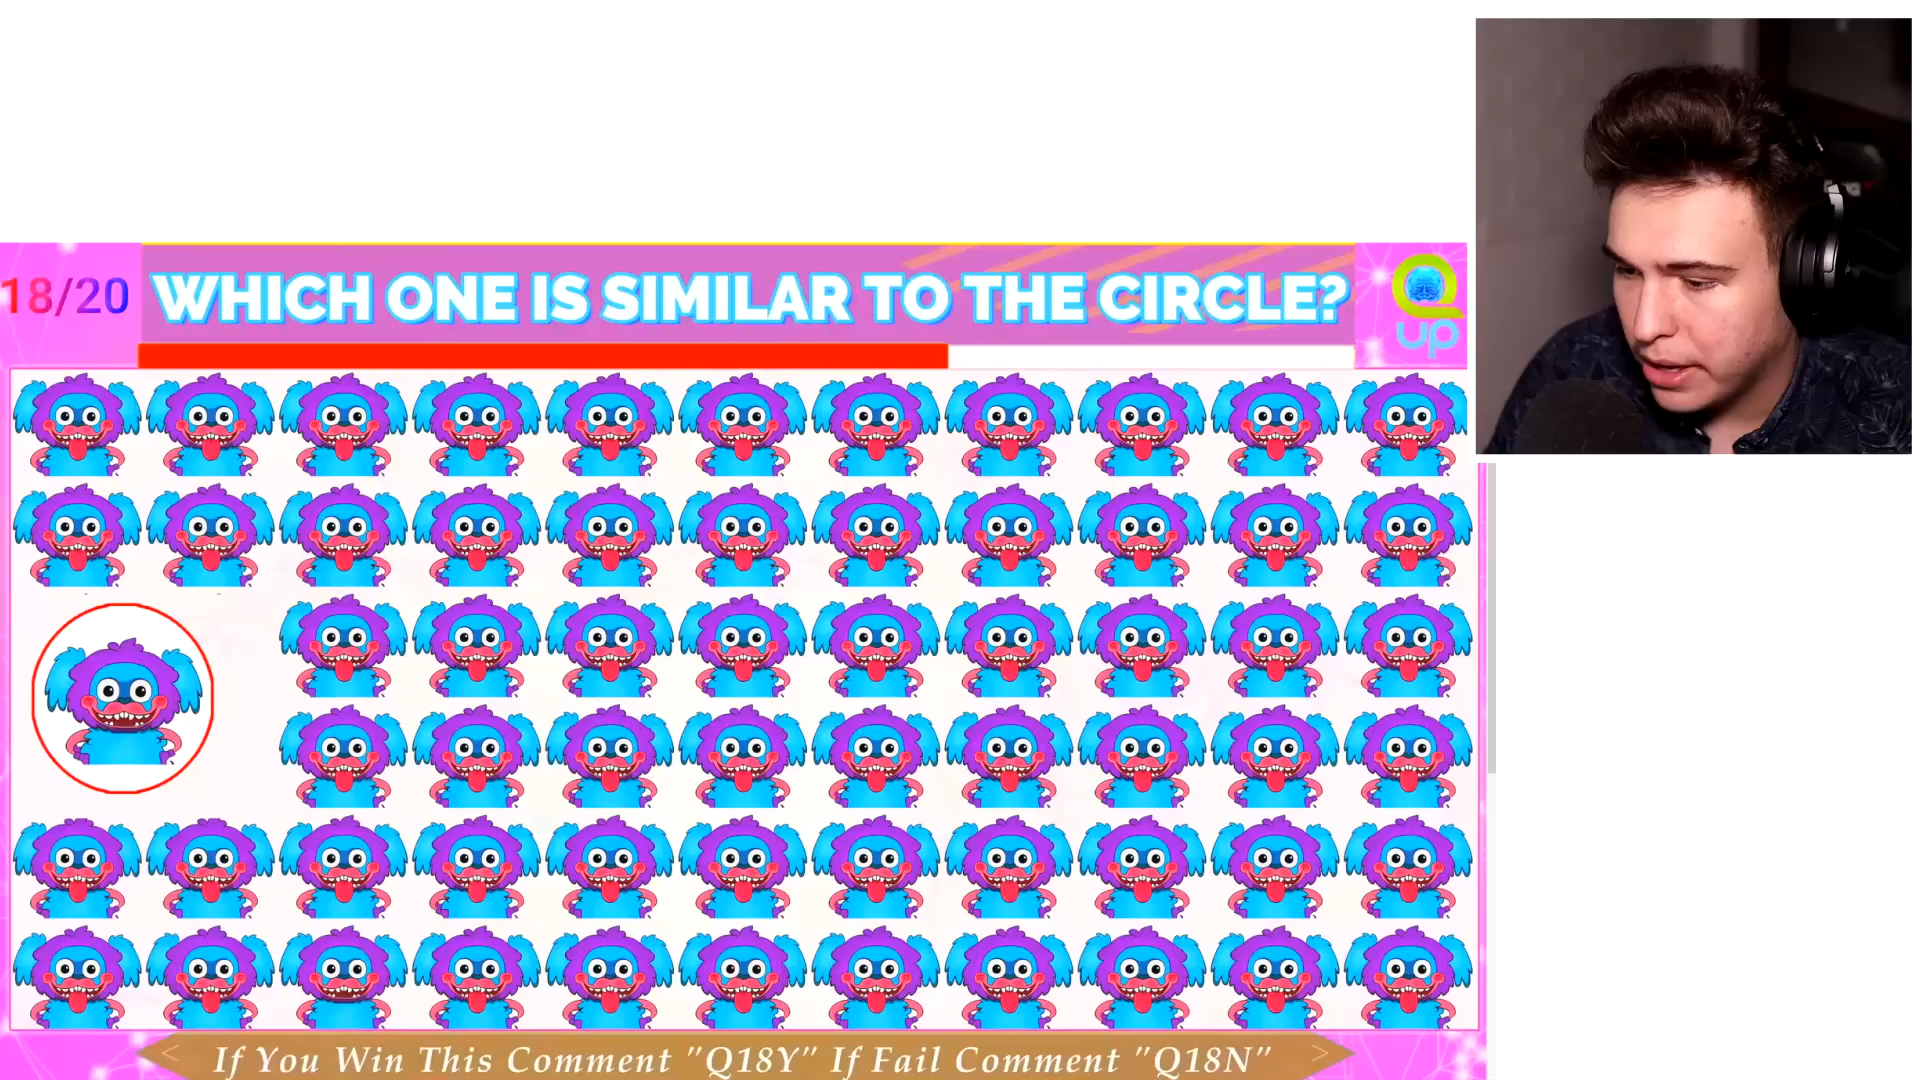 18/20
WHICH ONE IS SIMILAR TO THE CIRCLE?
up
< If You Win This Comment "Q18Y" If Fail Comment "Q18N" >